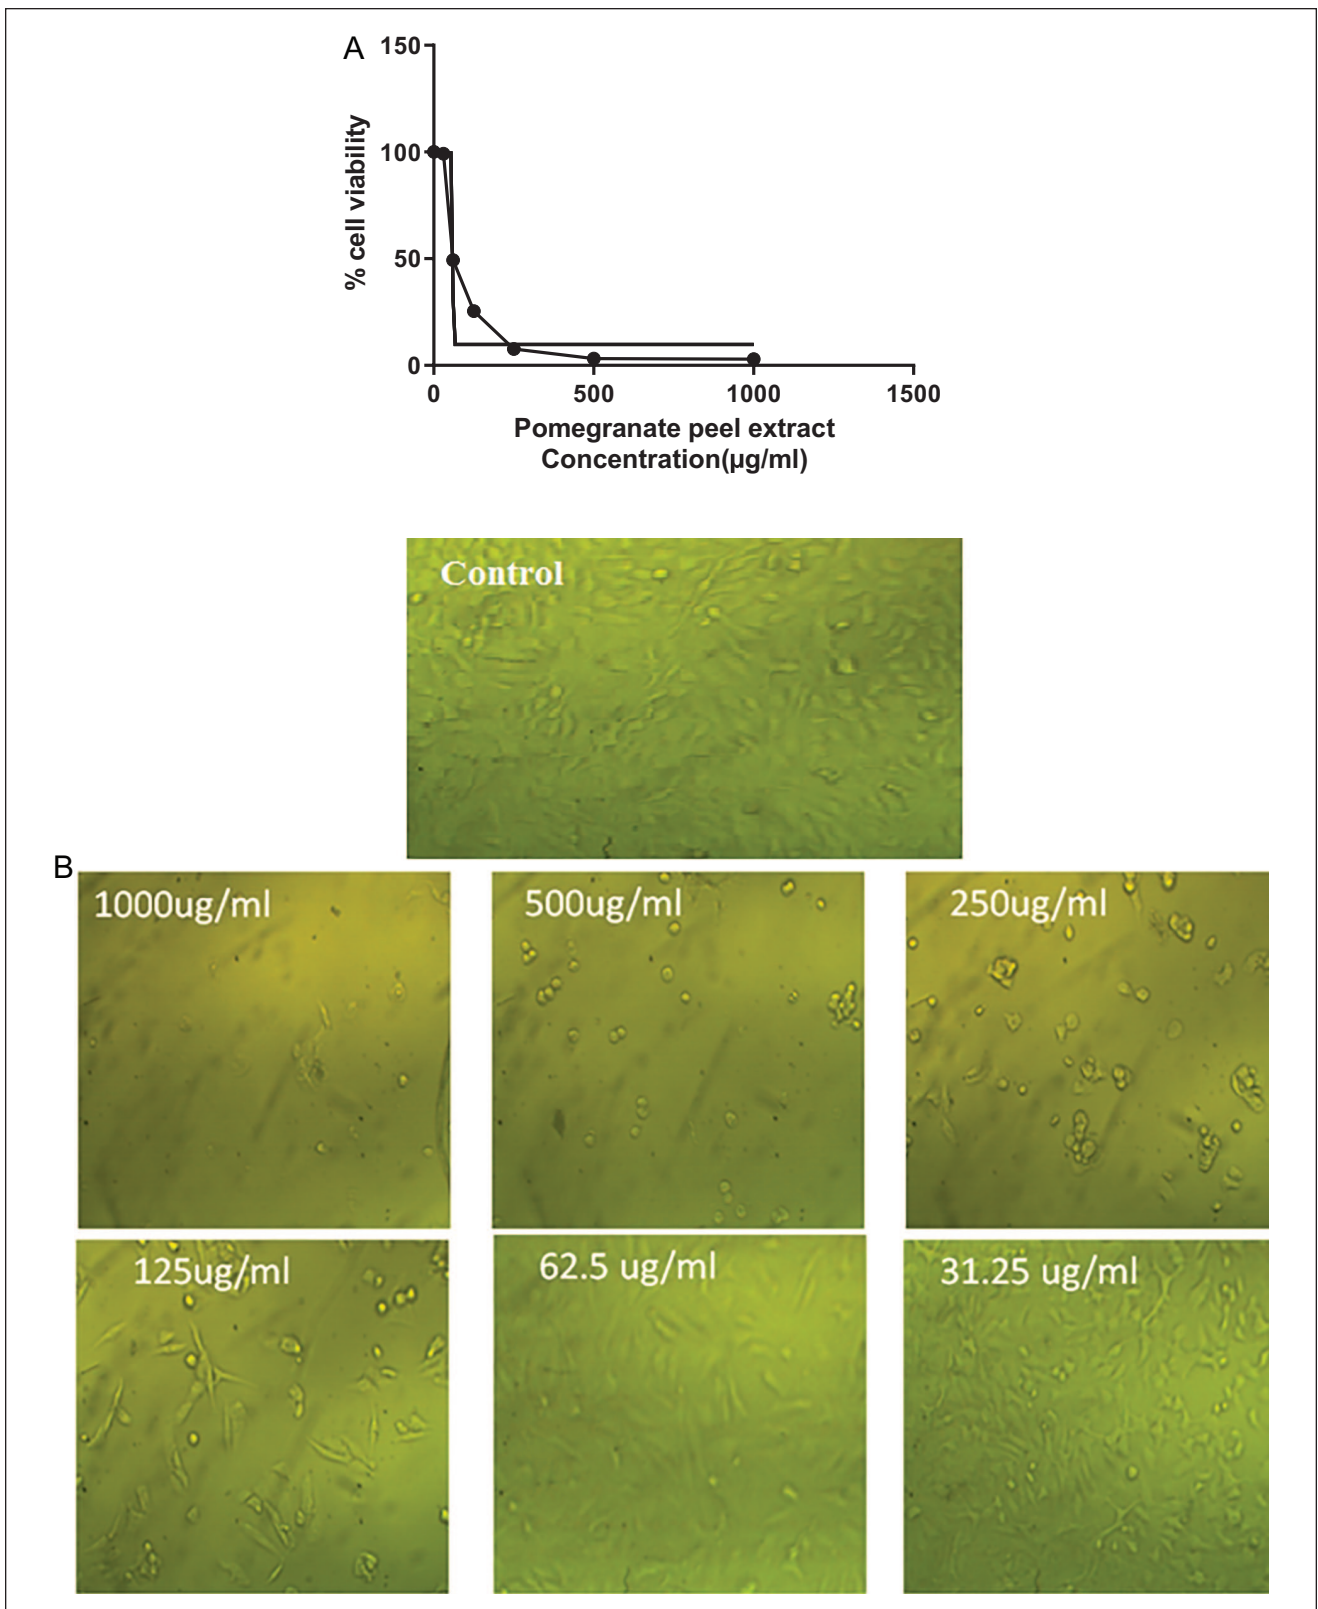 A
150
100
50
0
% cell viability
0 500 1000 1500
Pomegranate peel extract
Concentration(µg/ml)
Control
B
1000ug/ml
500ug/ml
250ug/ml
125ug/ml
62.5 ug/ml
31.25 ug/ml